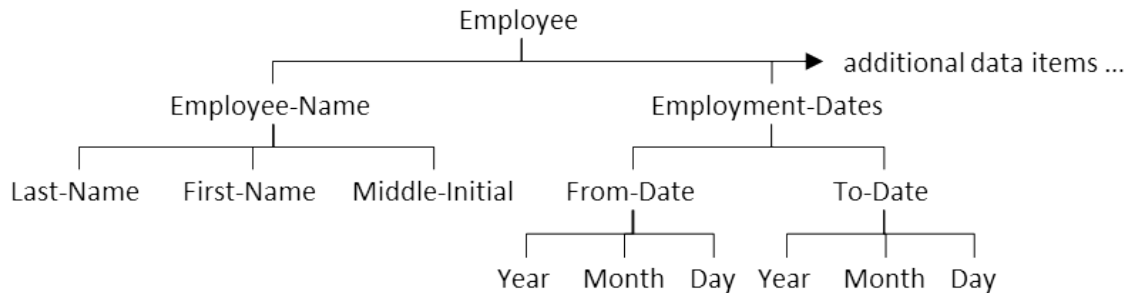 Employee
additional data items ...
Employee-Name Employment-Dates
Last-Name First-Name Middle-Initial From-Date To-Date
Year Month Day Year Month Day